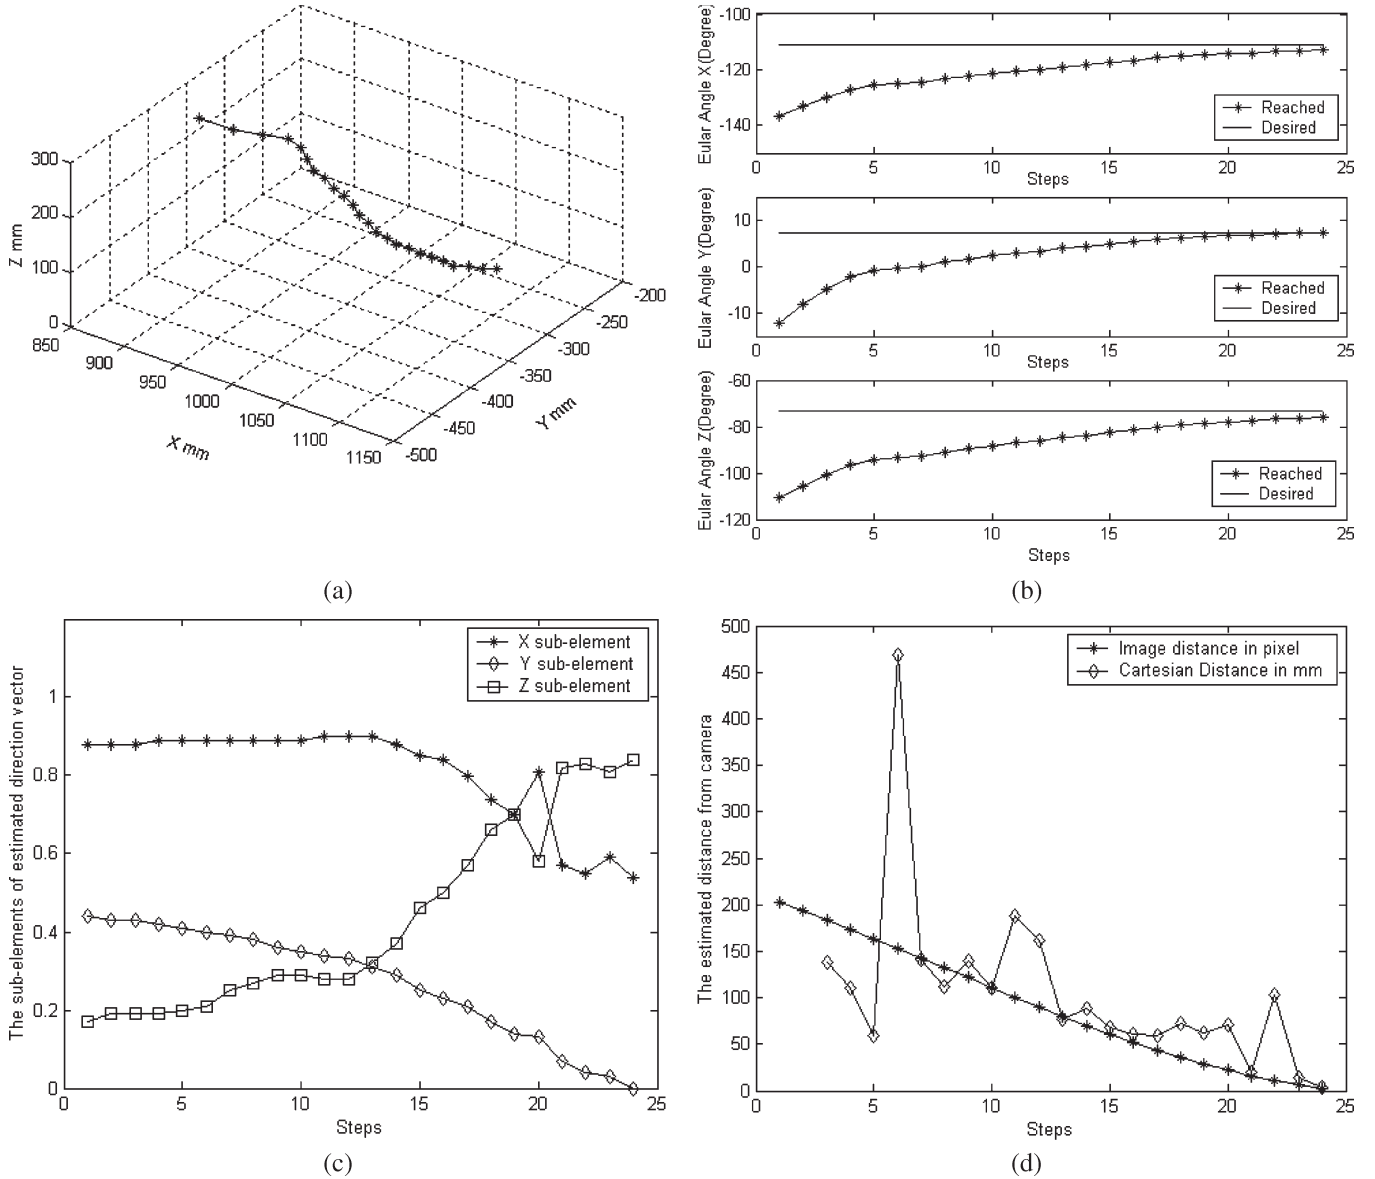 300
200
100
0
Z mm
850
900
950
1000
1050
1100
1150
X mm
-500
-450
-400
-350
-300
-250
-200
Y mm
(a)
-100
-120
-140
Eular Angle X(Degree)
Reached
Desired
0 5 10 15 20 25
Steps
10
0
-10
Eular Angle Y(Degree)
Reached
Desired
0 5 10 15 20 25
Steps
-60
-80
-100
-120
Eular Angle Z(Degree)
Reached
Desired
0 5 10 15 20 25
Steps
(b)
The sub-elements of estimated direction vector
X sub-element
Y sub-element
Z sub-element
1
0.8
0.6
0.4
0.2
0
0 5 10 15 20 25
Steps
(c)
The estimated distance from camera
Image distance in pixel
Cartesian Distance in mm
500
450
400
350
300
250
200
150
100
50
0
0 5 10 15 20 25
Steps
(d)